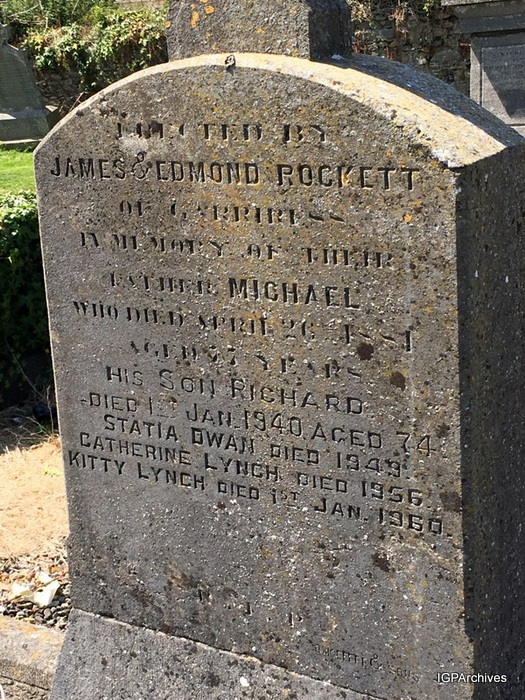 ERECTED BY
JAMES & EDMOND ROCKETT
OF
IN MEMORY OF THEIR
FATHER MICHAEL
WHO DIED APRIL 26 1881
AGED 77 YEARS
HIS SON RICHARD
DIED 1ST JAN. 1940. AGED 74.
STATIA DWAN DIED 1949.
CATHERINE LYNCH DIED 1956.
KITTY LYNCH DIED 1ST JAN. 1960.
R.I.P
& SONS
IGPArchives